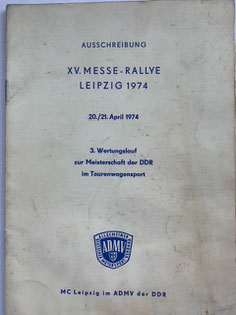 AUSSCHREIBUNG
XV. MESSE-RALLYE
LEIPZIG 1974
20./21. April 1974
3. Wertungslauf
zur Meisterschaft der DDR
im Tourenwagensport
ALLGEMEINER
ADMV
MC Leipzig im ADMV der DDR